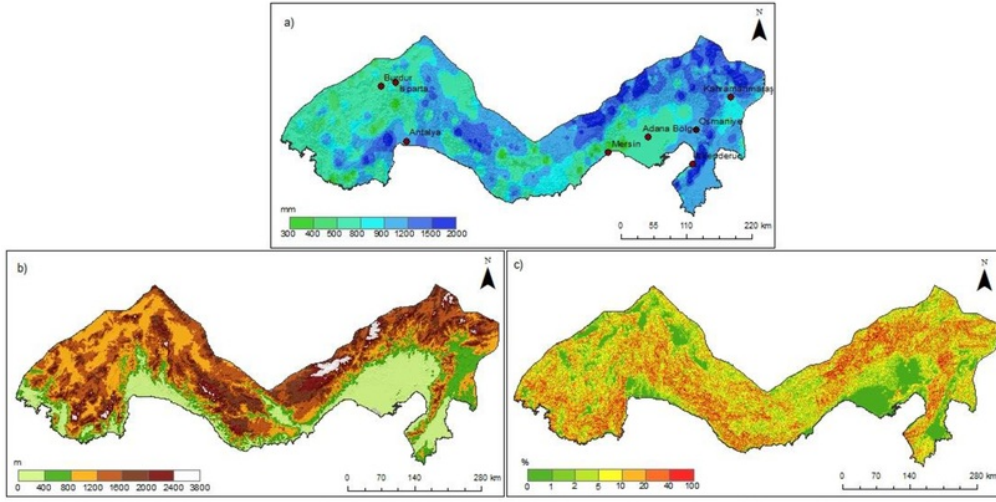 a)
N
Burdur
Isparta
Antalya
Kahramanmaraş
Osmaniye
Adana Bölge
Mersin
mm
300 400 500 800 900 1200 1500 2000
0 55 110 220 km
b)
N
m
0 400 800 1200 1600 2000 2400 3800
0 70 140 280 km
c)
N
%
0 1 2 5 10 20 40 100
0 70 140 280 km